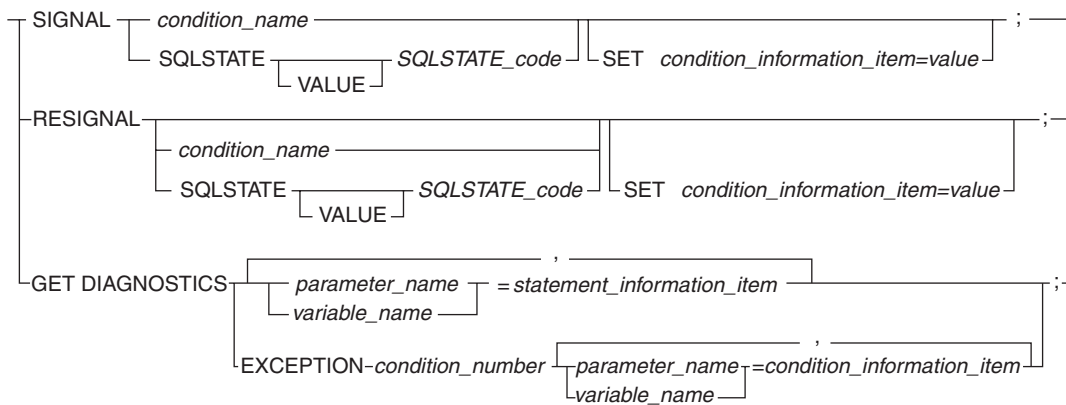 SIGNAL condition_name ;
SQLSTATE VALUE SQLSTATE_code SET condition_information_item=value
RESIGNAL ;
condition_name
SQLSTATE VALUE SQLSTATE_code SET condition_information_item=value
,
GET DIAGNOSTICS parameter_name =statement_information_item ;
variable_name
,
EXCEPTION condition_number parameter_name =condition_information_item
variable_name